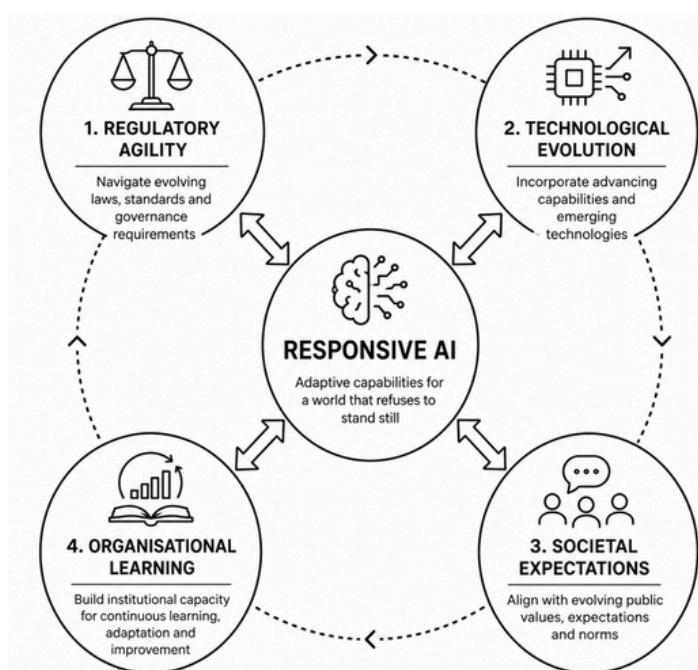 1. REGULATORY
AGILITY
Navigate evolving
laws, standards and
governance
requirements
2. TECHNOLOGICAL
EVOLUTION
Incorporate advancing
capabilities and
emerging
technologies
RESPONSIVE AI
Adaptive capabilities for
a world that refuses to
stand still
4. ORGANISATIONAL
LEARNING
Build institutional capacity
for continuous learning,
adaptation and
improvement
3. SOCIETAL
EXPECTATIONS
Align with evolving public
values, expectations
and norms